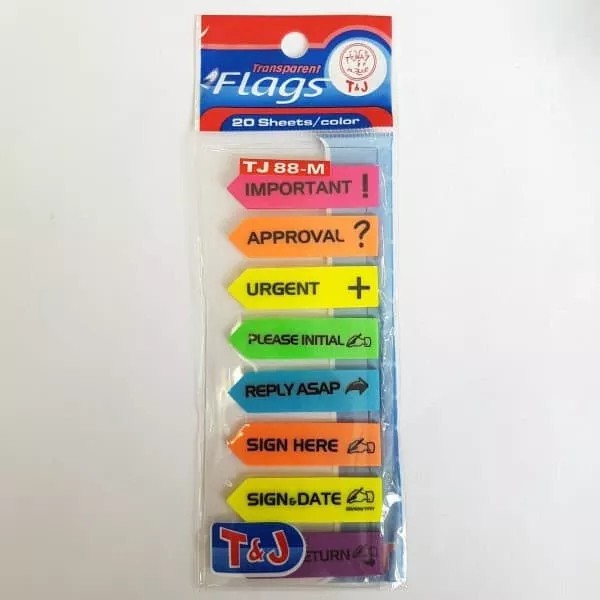 Transparent
Flags
T&J
20 Sheets/color
TJ 88-M
IMPORTANT !
APPROVAL ?
URGENT +
PLEASE INITIAL
REPLY ASAP
SIGN HERE
SIGN & DATE
T&J
ETURN